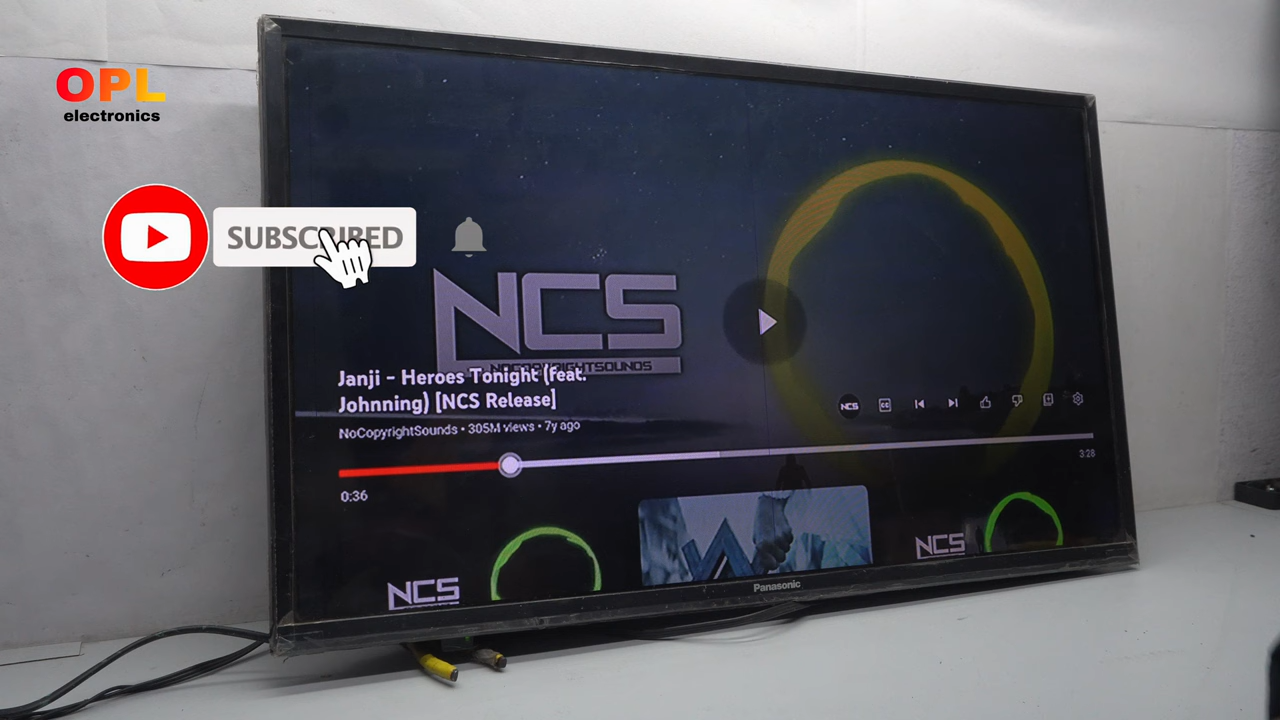 OPL
electronics
SUBSCRIBED
NCS
NOCOPYRIGHTSOUNDS
Janji - Heroes Tonight (feat.
Johnning) [NCS Release]
NoCopyrightSounds • 305M views • 7y ago
NCS
CC
0:36
3:28
NCS
NCS
Panasonic